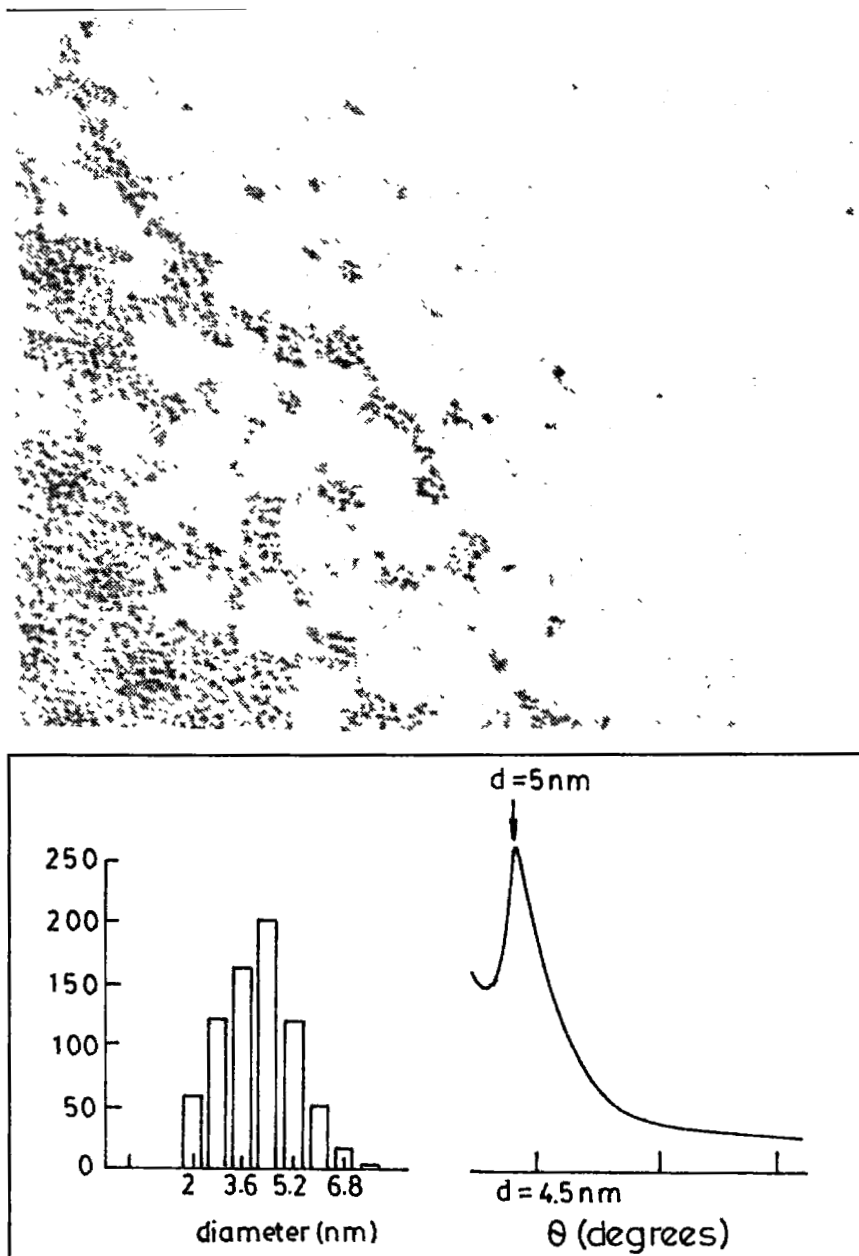 d = 5 nm
250
200
150
100
50
0
2 3.6 5.2 6.8
diameter (nm)
d = 4.5 nm
θ (degrees)